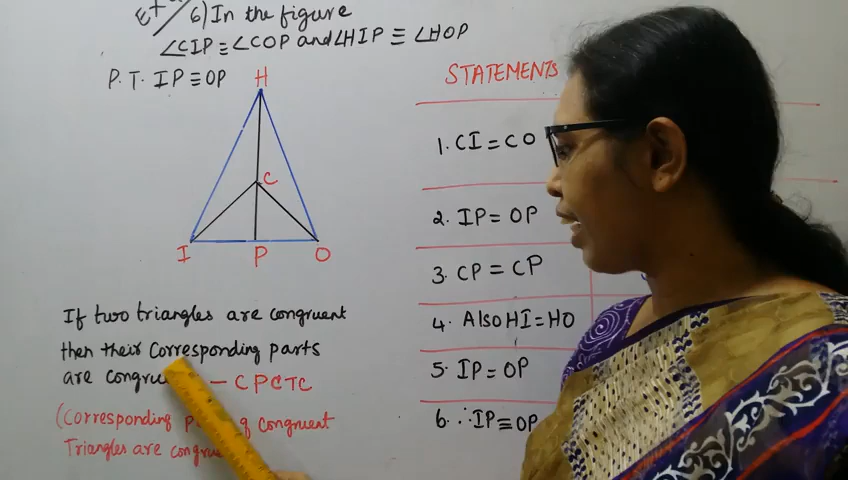 6) In the figure
∠CIP ≡ ∠COP and ∠HIP ≡ ∠HOP
P.T. IP ≡ OP
H
C
I P O
If two triangles are congruent
then their Corresponding parts
are - CPCTC
(Corresponding of congruent
Triangles are
STATEMENTS
1. CI = CO
2. IP = OP
3. CP = CP
4. Also HI = HO
5. IP = OP
6. ∴ IP ≡ OP